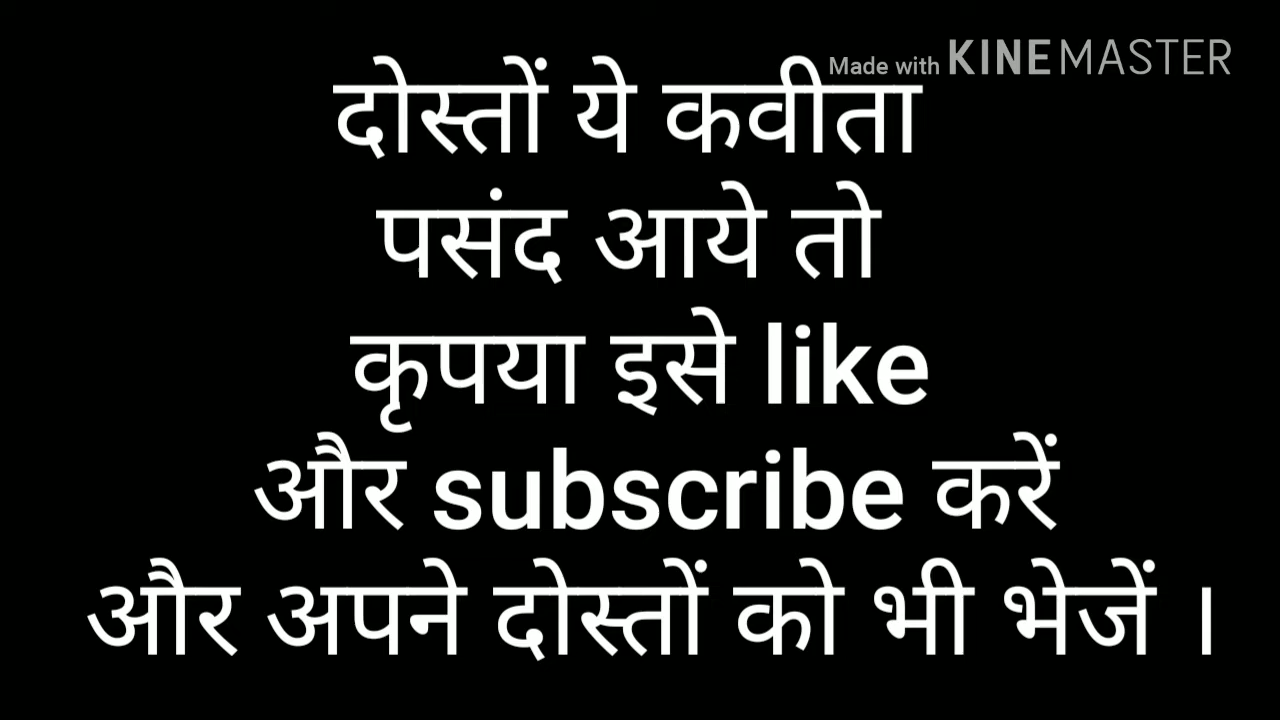 Made with KINEMASTER
दोस्तों ये कवीता
पसंद आये तो
कृपया इसे like
और subscribe करें
और अपने दोस्तों को भी भेजें ।